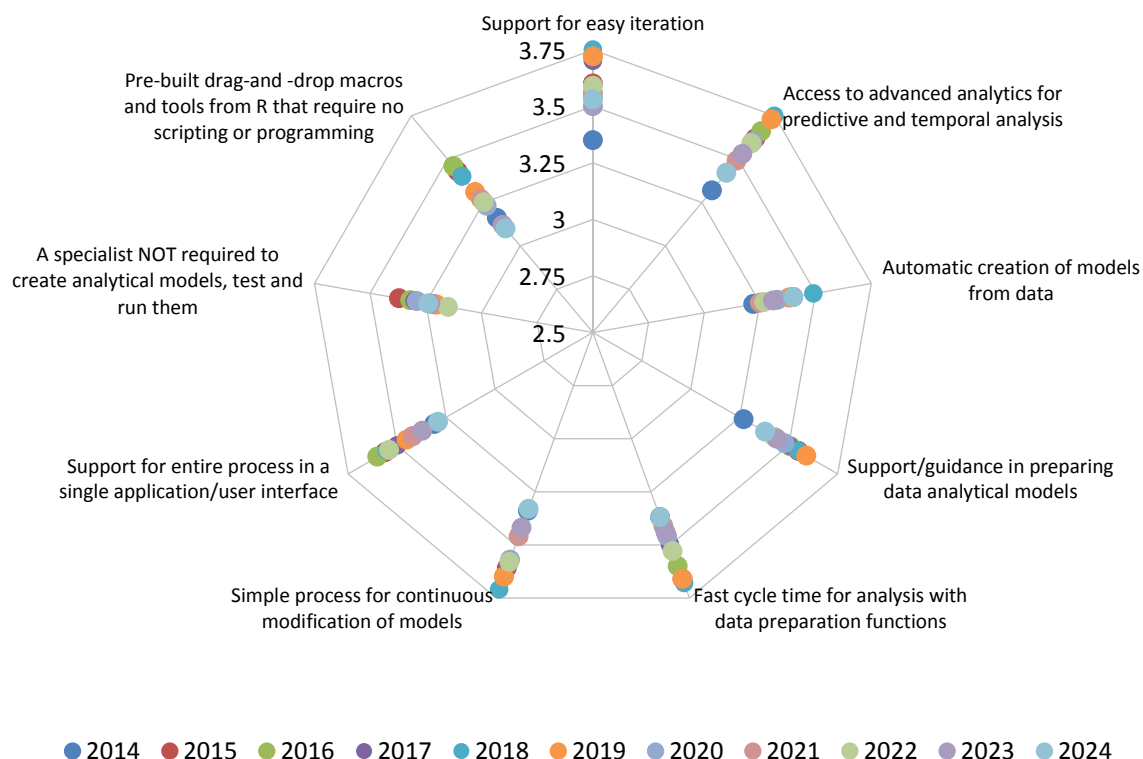 Support for easy iteration
3.75
Pre-built drag-and -drop macros
and tools from R that require no
scripting or programming
Access to advanced analytics for
predictive and temporal analysis
3.5
3.25
3
A specialist NOT required to
create analytical models, test and
run them
Automatic creation of models
from data
2.75
2.5
Support for entire process in a
single application/user interface
Support/guidance in preparing
data analytical models
Simple process for continuous
modification of models
Fast cycle time for analysis with
data preparation functions
2014 2015 2016 2017 2018 2019 2020 2021 2022 2023 2024